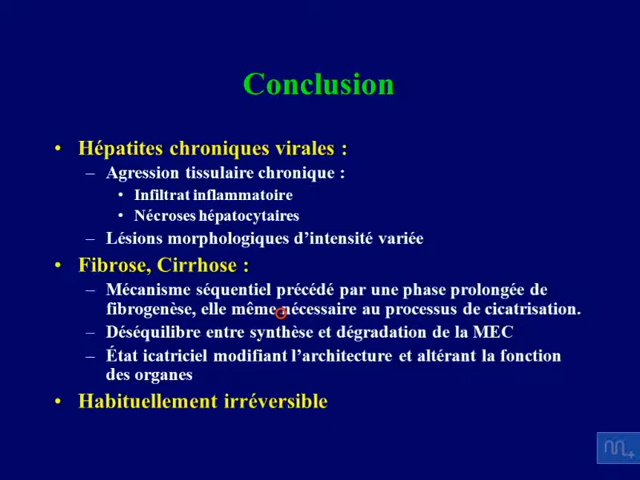 Conclusion
• Hépatites chroniques virales :
– Agression tissulaire chronique :
• Infiltrat inflammatoire
• Nécroses hépatocytaires
– Lésions morphologiques d’intensité variée
• Fibrose, Cirrhose :
– Mécanisme séquentiel précédé par une phase prolongée de
fibrogenèse, elle même nécessaire au processus de cicatrisation.
– Déséquilibre entre synthèse et dégradation de la MEC
– État icatriciel modifiant l’architecture et altérant la fonction
des organes
• Habituellement irréversible